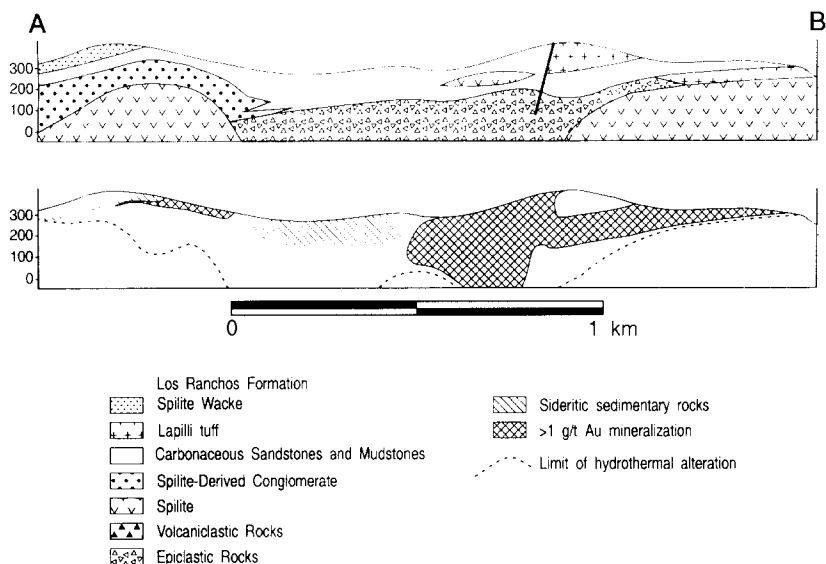 A
B
300
200
100
0
300
200
100
0
0
1 km
Los Ranchos Formation
Spilite Wacke
Lapilli tuff
Carbonaceous Sandstones and Mudstones
Spilite-Derived Conglomerate
Spilite
Volcaniclastic Rocks
Epiclastic Rocks
Sideritic sedimentary rocks
>1 g/t Au mineralization
Limit of hydrothermal alteration